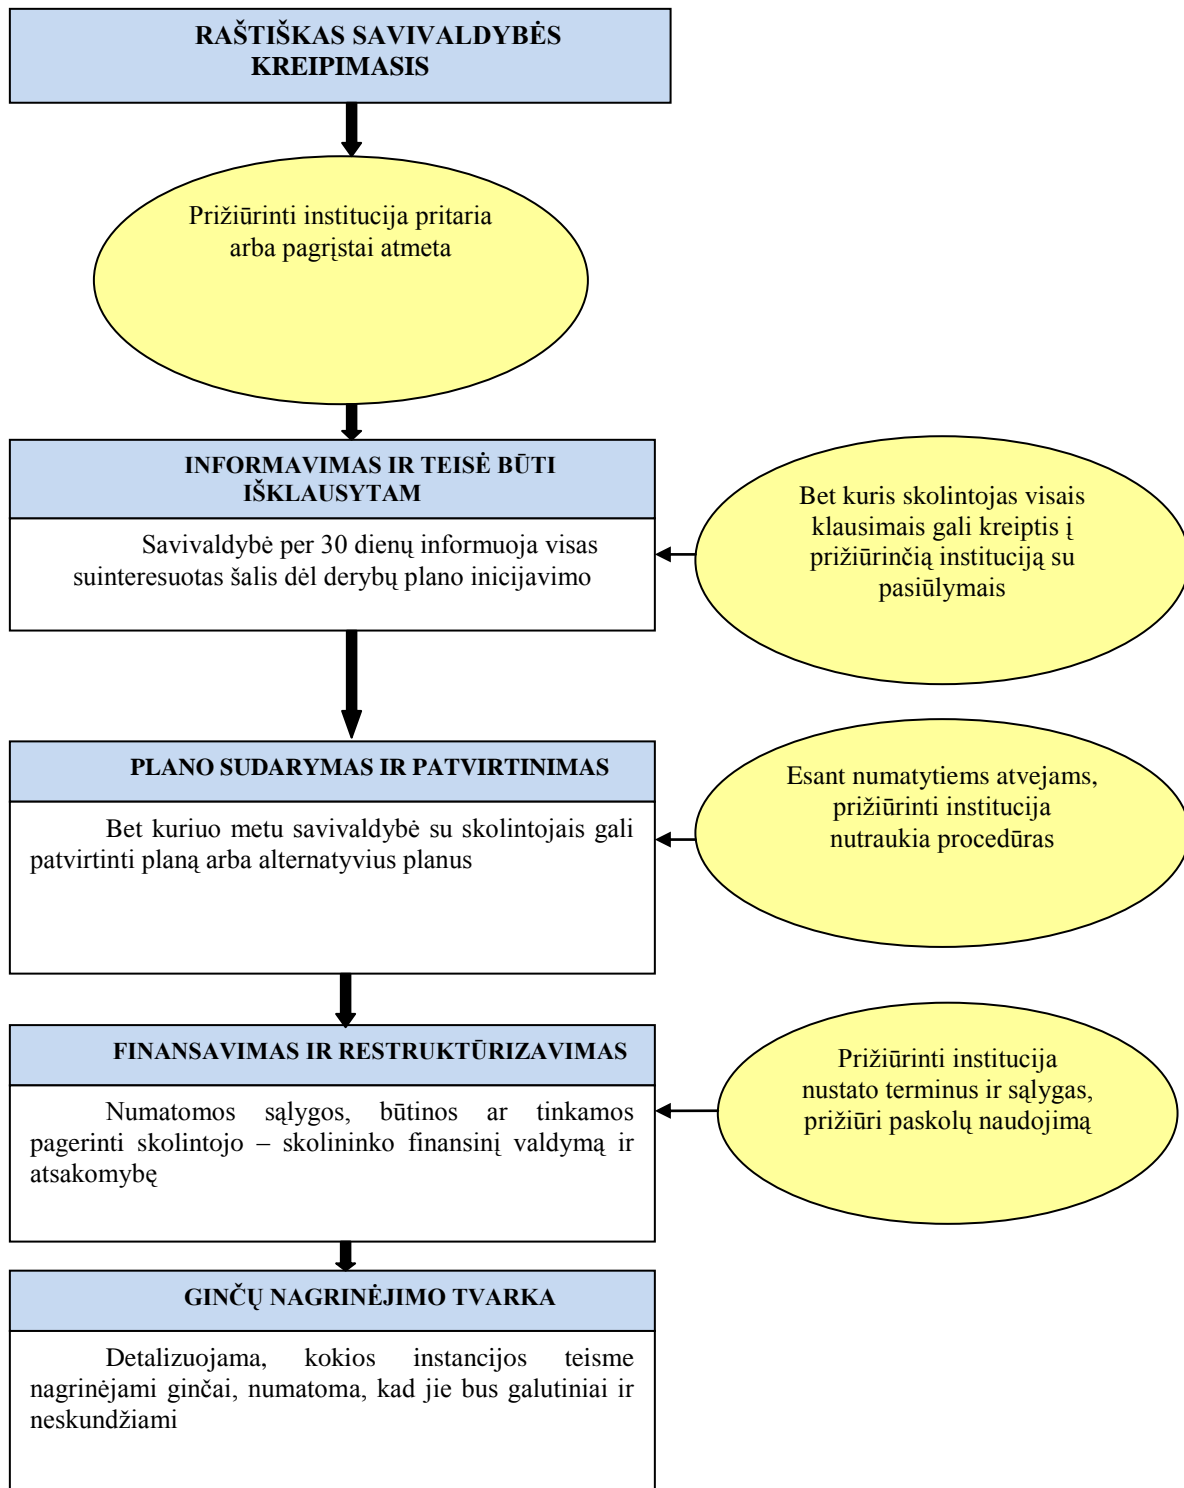 RAŠTIŠKAS SAVIVALDYBĖS
KREIPIMASIS
Prižiūrinti institucija pritaria
arba pagrįstai atmeta
INFORMAVIMAS IR TEISĖ BŪTI
IŠKLAUSYTAM
Savivaldybė per 30 dienų informuoja visas
suinteresuotas šalis dėl derybų plano inicijavimo
Bet kuris skolintojas visais
klausimais gali kreiptis į
prižiūrinčią instituciją su
pasiūlymais
PLANO SUDARYMAS IR PATVIRTINIMAS
Bet kuriuo metu savivaldybė su skolintojais gali
patvirtinti planą arba alternatyvius planus
Esant numatytiems atvejams,
prižiūrinti institucija
nutraukia procedūras
FINANSAVIMAS IR RESTRUKTŪRIZAVIMAS
Numatomos sąlygos, būtinos ar tinkamos
pagerinti skolintojo – skolininko finansinį valdymą ir
atsakomybę
Prižiūrinti institucija
nustato terminus ir sąlygas,
prižiūri paskolų naudojimą
GINČŲ NAGRINĖJIMO TVARKA
Detalizuojama, kokios instancijos teisme
nagrinėjami ginčai, numatoma, kad jie bus galutiniai ir
neskundžiami